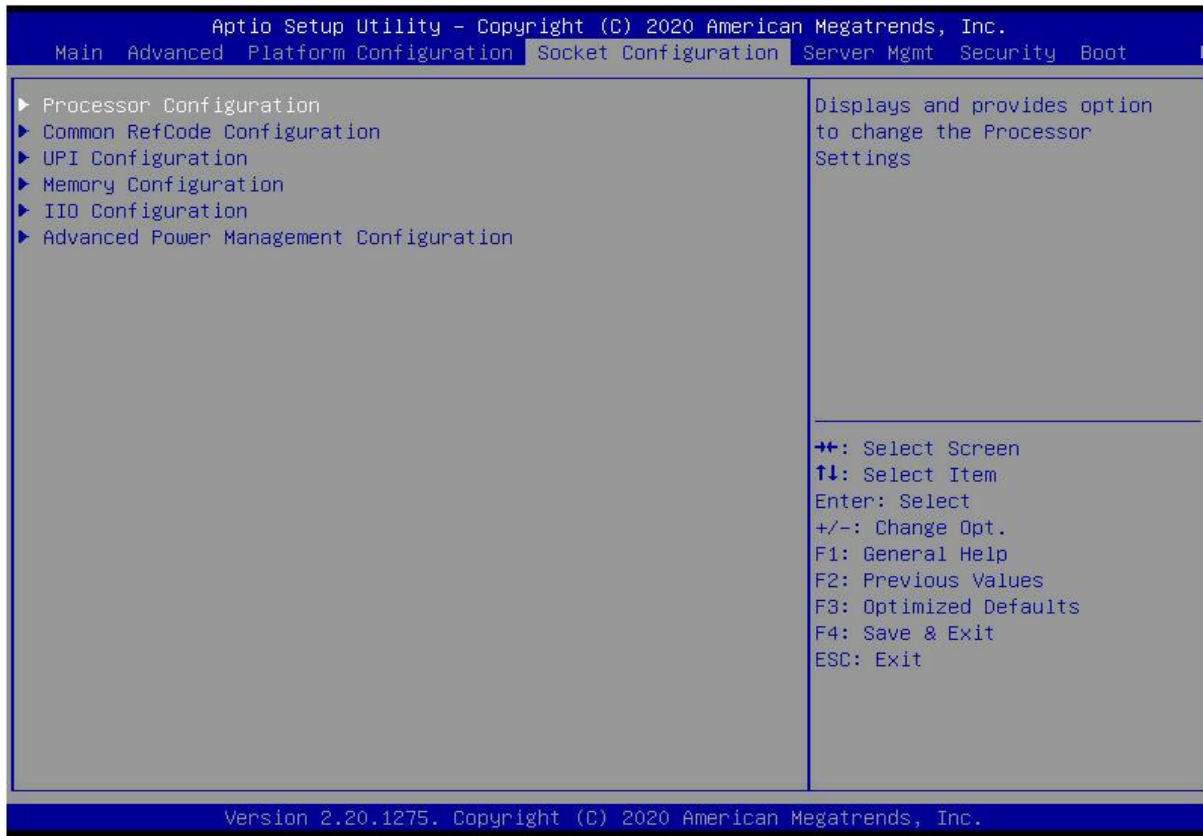 Aptio Setup Utility – Copyright (C) 2020 American Megatrends, Inc.
Main Advanced Platform Configuration Socket Configuration Server Mgmt Security Boot
▶ Processor Configuration
▶ Common RefCode Configuration
▶ UPI Configuration
▶ Memory Configuration
▶ IIO Configuration
▶ Advanced Power Management Configuration
Displays and provides option
to change the Processor
Settings
→←: Select Screen
↑↓: Select Item
Enter: Select
+/-: Change Opt.
F1: General Help
F2: Previous Values
F3: Optimized Defaults
F4: Save & Exit
ESC: Exit
Version 2.20.1275. Copyright (C) 2020 American Megatrends, Inc.